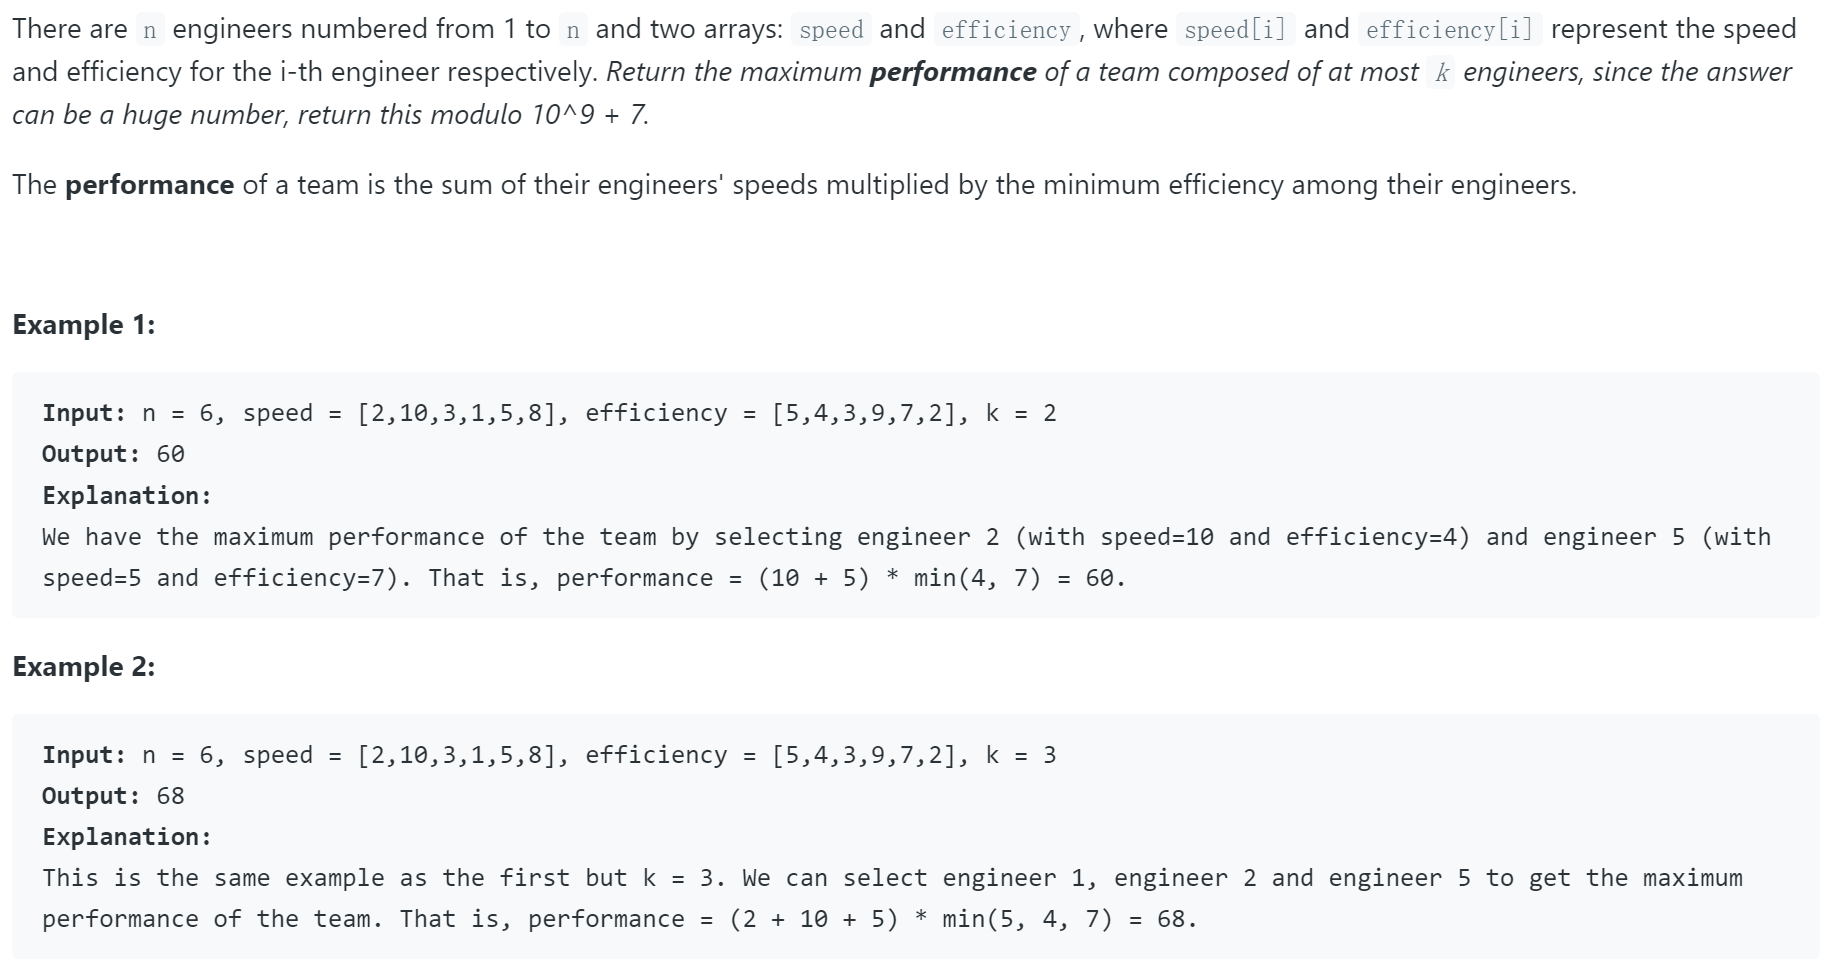 There are n engineers numbered from 1 to n and two arrays: speed and efficiency, where speed[i] and efficiency[i] represent the speed
and efficiency for the i-th engineer respectively. Return the maximum performance of a team composed of at most k engineers, since the answer
can be a huge number, return this modulo 10^9 + 7.
The performance of a team is the sum of their engineers' speeds multiplied by the minimum efficiency among their engineers.
Example 1:
Input: n = 6, speed = [2,10,3,1,5,8], efficiency = [5,4,3,9,7,2], k = 2
Output: 60
Explanation:
We have the maximum performance of the team by selecting engineer 2 (with speed=10 and efficiency=4) and engineer 5 (with
speed=5 and efficiency=7). That is, performance = (10 + 5) * min(4, 7) = 60.
Example 2:
Input: n = 6, speed = [2,10,3,1,5,8], efficiency = [5,4,3,9,7,2], k = 3
Output: 68
Explanation:
This is the same example as the first but k = 3. We can select engineer 1, engineer 2 and engineer 5 to get the maximum
performance of the team. That is, performance = (2 + 10 + 5) * min(5, 4, 7) = 68.